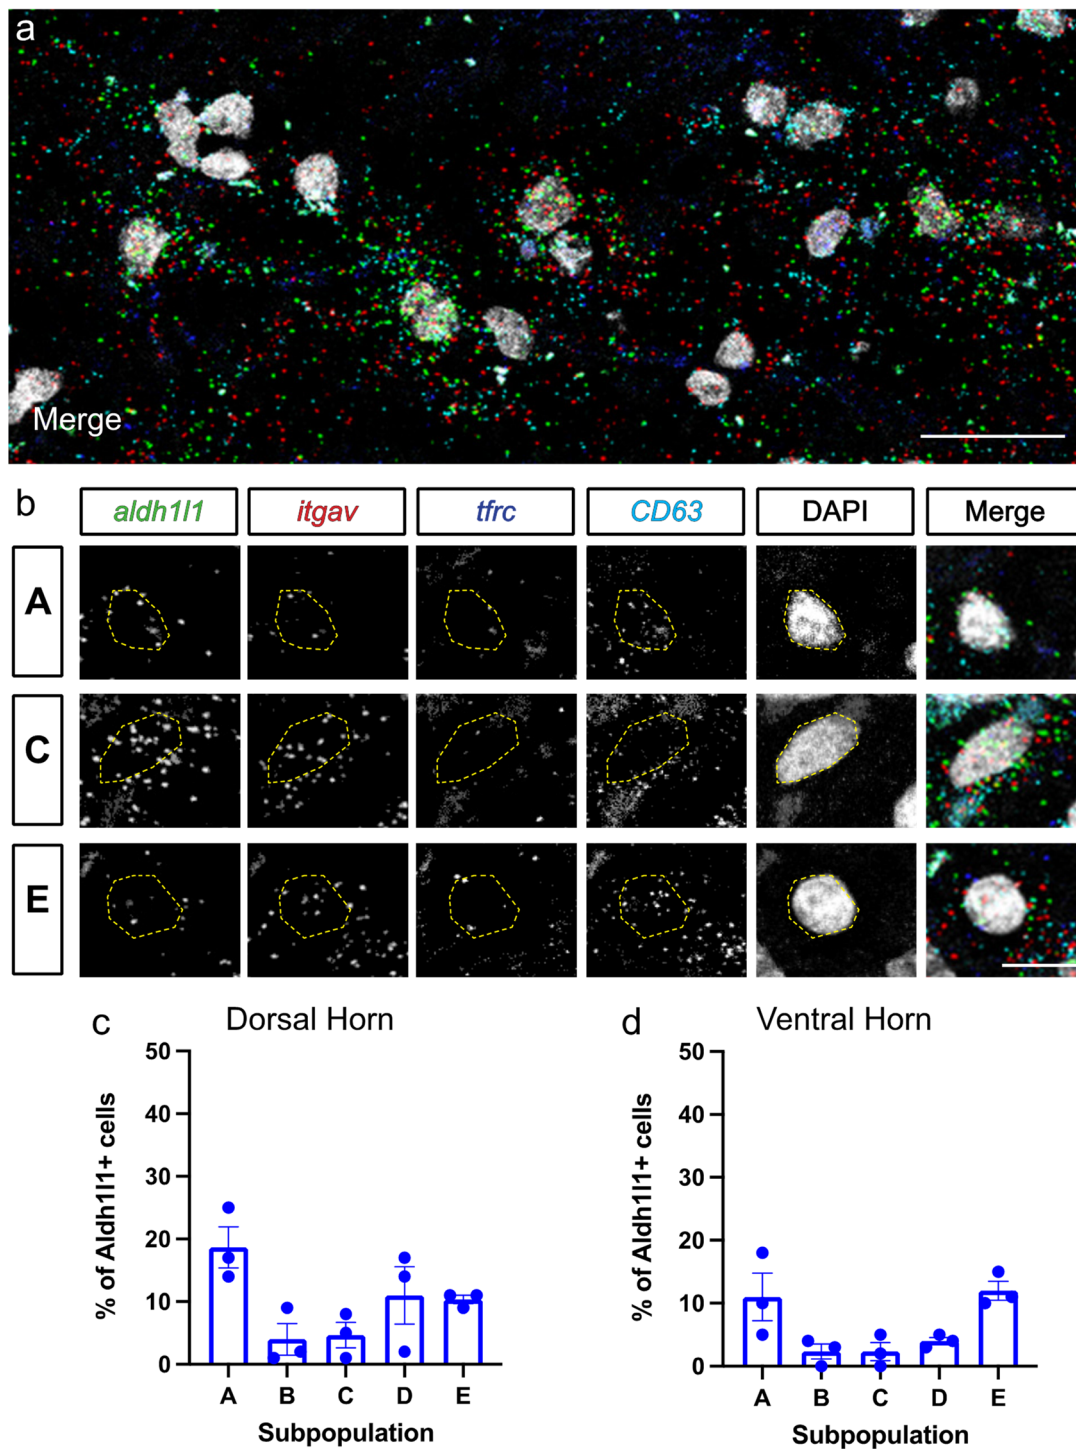 a
Merge
b
aldh1l1 itgav tfrc CD63 DAPI Merge
A
C
E
c Dorsal Horn
50
40
30
20
10
0
% of Aldh1l1+ cells
A B C D E
Subpopulation
d Ventral Horn
50
40
30
20
10
0
% of Aldh1l1+ cells
A B C D E
Subpopulation